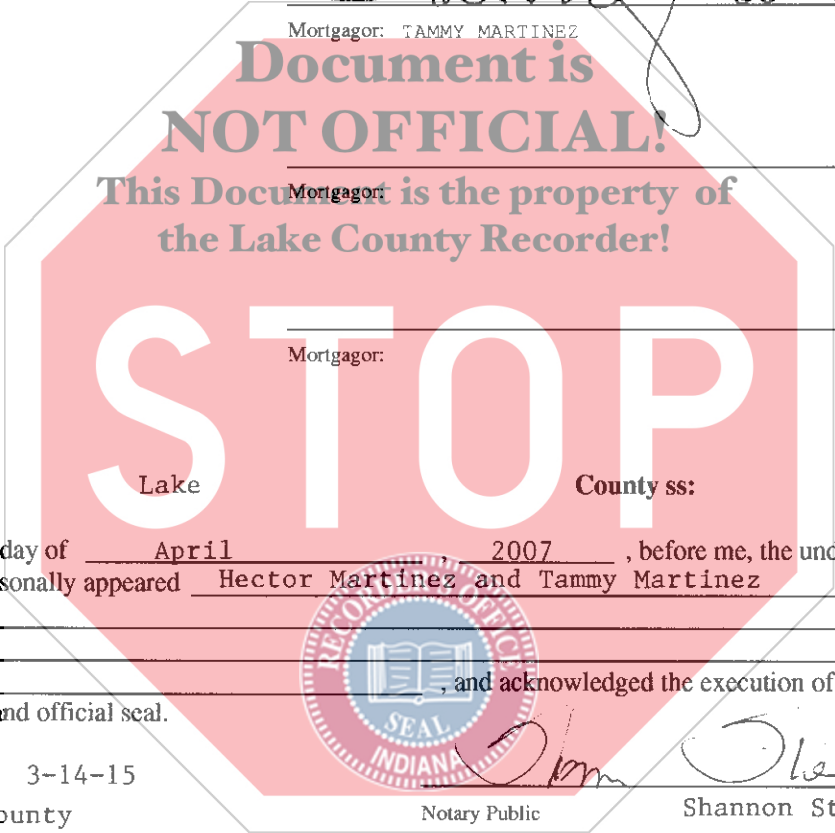 Mortgagor: TAMMY MARTINEZ
Document is
NOT OFFICIAL!
This Document is the property of
Mortgagor:
the Lake County Recorder!
STOP
Mortgagor:
Lake County ss:
day of April , 2007 , before me, the und
sonally appeared Hector Martinez and Tammy Martinez
, and acknowledged the execution of
nd official seal.
RECORDER'S OFFICE
SEAL
INDIANA
3-14-15
ounty
Notary Public Shannon St